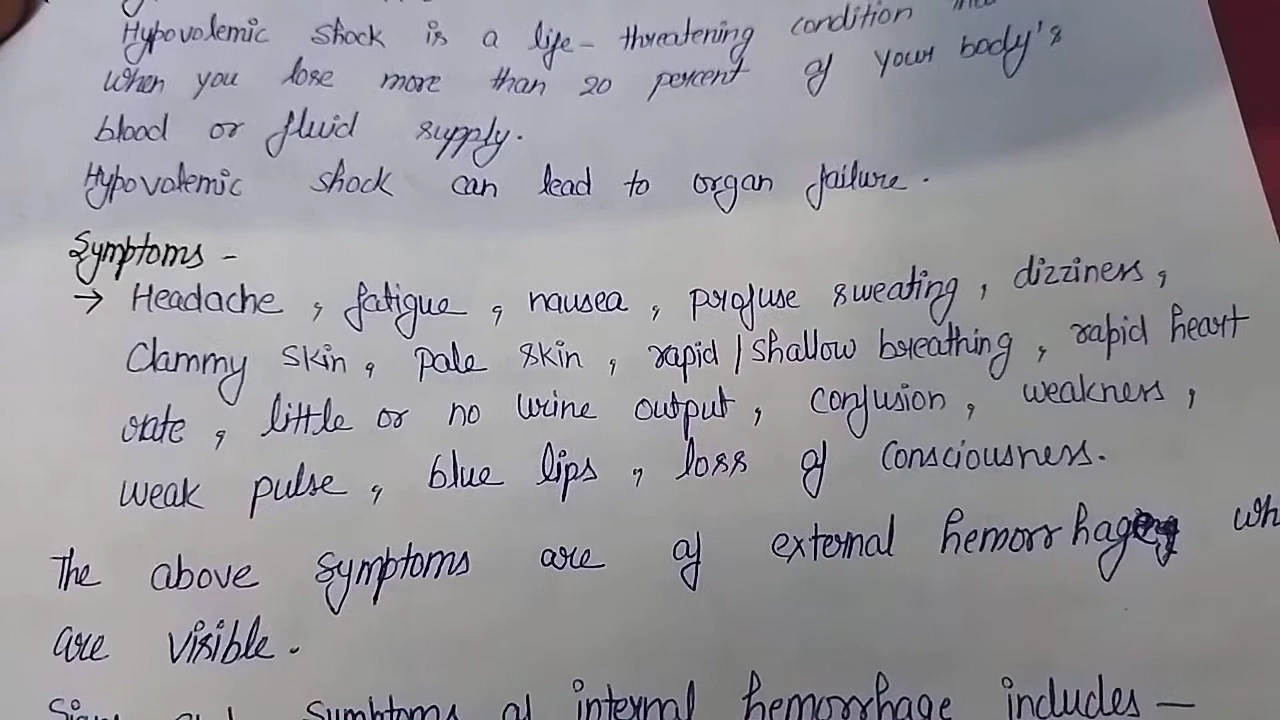 Hypovolemic shock is a life-threatening condition
When you lose more than 20 percent of your body's
blood or fluid supply.
Hypovolemic shock can lead to organ failure.
Symptoms -
→ Headache, fatigue, nausea, profuse sweating, dizziness,
Clammy skin, pale skin, rapid/shallow breathing, rapid heart
rate, little or no urine output, confusion, weakness,
weak pulse, blue lips, loss of consciousness.
The above symptoms are of external hemorrhage
are visible.
symptoms of internal hemorrhage includes—